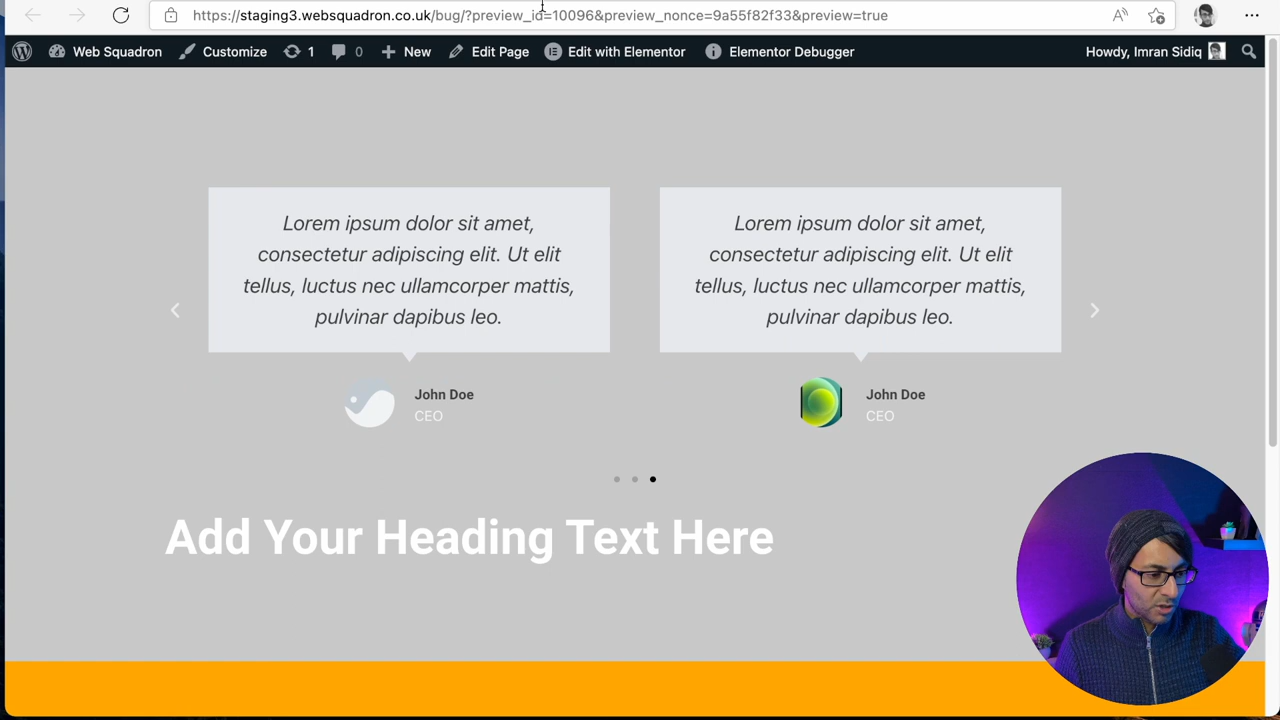 https://staging3.websquadron.co.uk/bug/?preview_id=10096&preview_nonce=9a55f82f33&preview=true
Web Squadron Customize 1 0 New Edit Page Edit with Elementor Elementor Debugger Howdy, Imran Sidiq
Lorem ipsum dolor sit amet,
consectetur adipiscing elit. Ut elit
tellus, luctus nec ullamcorper mattis,
pulvinar dapibus leo.
John Doe
CEO
Lorem ipsum dolor sit amet,
consectetur adipiscing elit. Ut elit
tellus, luctus nec ullamcorper mattis,
pulvinar dapibus leo.
John Doe
CEO
Add Your Heading Text Here